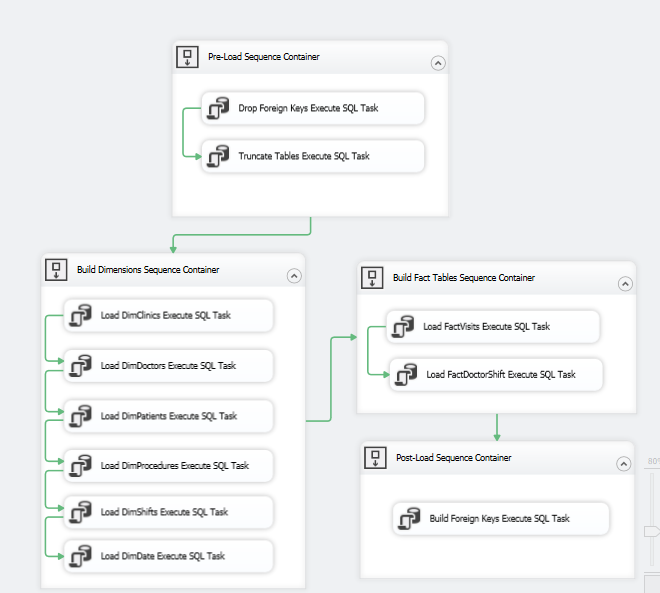 Pre-Load Sequence Container
Drop Foreign Keys Execute SQL Task
Truncate Tables Execute SQL Task
Build Dimensions Sequence Container
Load DimClinics Execute SQL Task
Load DimDoctors Execute SQL Task
Load DimPatients Execute SQL Task
Load DimProcedures Execute SQL Task
Load DimShifts Execute SQL Task
Load DimDate Execute SQL Task
Build Fact Tables Sequence Container
Load FactVisits Execute SQL Task
Load FactDoctorShift Execute SQL Task
Post-Load Sequence Container
Build Foreign Keys Execute SQL Task
80%